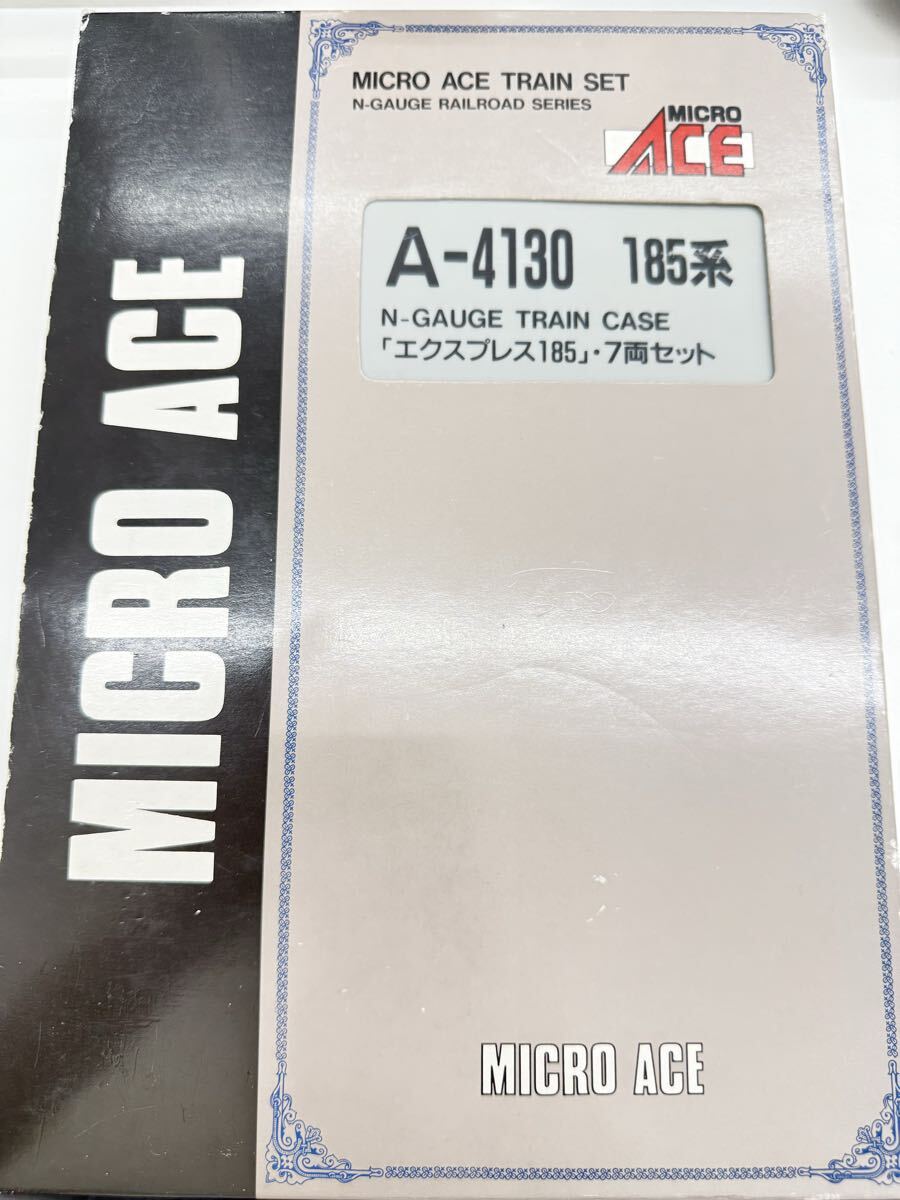 MICRO ACE
MICRO ACE TRAIN SET
N-GAUGE RAILROAD SERIES
MICRO
ACE
A-4130 185系
N-GAUGE TRAIN CASE
「エクスプレス185」・7両セット
MICRO ACE